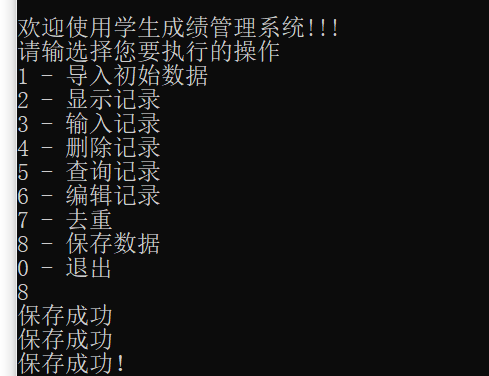 欢迎使用学生成绩管理系统!!!
请输选择您要执行的操作
1 - 导入初始数据
2 - 显示记录
3 - 输入记录
4 - 删除记录
5 - 查询记录
6 - 编辑记录
7 - 去重
8 - 保存数据
0 - 退出
8
保存成功
保存成功
保存成功!